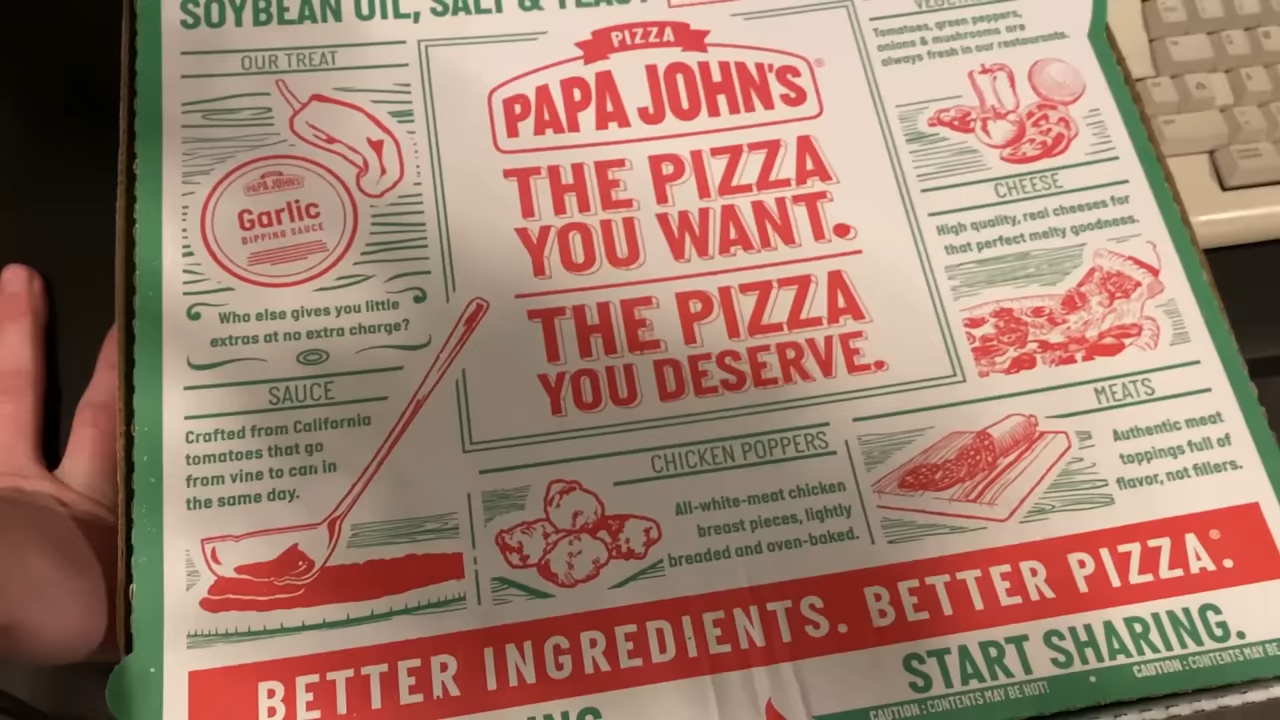 SOYBEAN OIL, SALT & YEAST
OUR TREAT
PAPA JOHN'S
Garlic
DIPPING SAUCE
Who else gives you little
extras at no extra charge?
SAUCE
Crafted from California
tomatoes that go
from vine to can in
the same day.
PIZZA
PAPA JOHN'S®
THE PIZZA
YOU WANT.
THE PIZZA
YOU DESERVE.
CHICKEN POPPERS
All-white-meat chicken
breast pieces, lightly
breaded and oven-baked.
Tomatoes, green peppers,
onions & mushrooms are
always fresh in our restaurants.
CHEESE
High quality, real cheeses for
that perfect melty goodness.
MEATS
Authentic meat
toppings full of
flavor, not fillers.
BETTER INGREDIENTS. BETTER PIZZA.®
START SHARING.
CAUTION: CONTENTS MAY BE HOT!
CAUTION: CONTENTS MAY BE